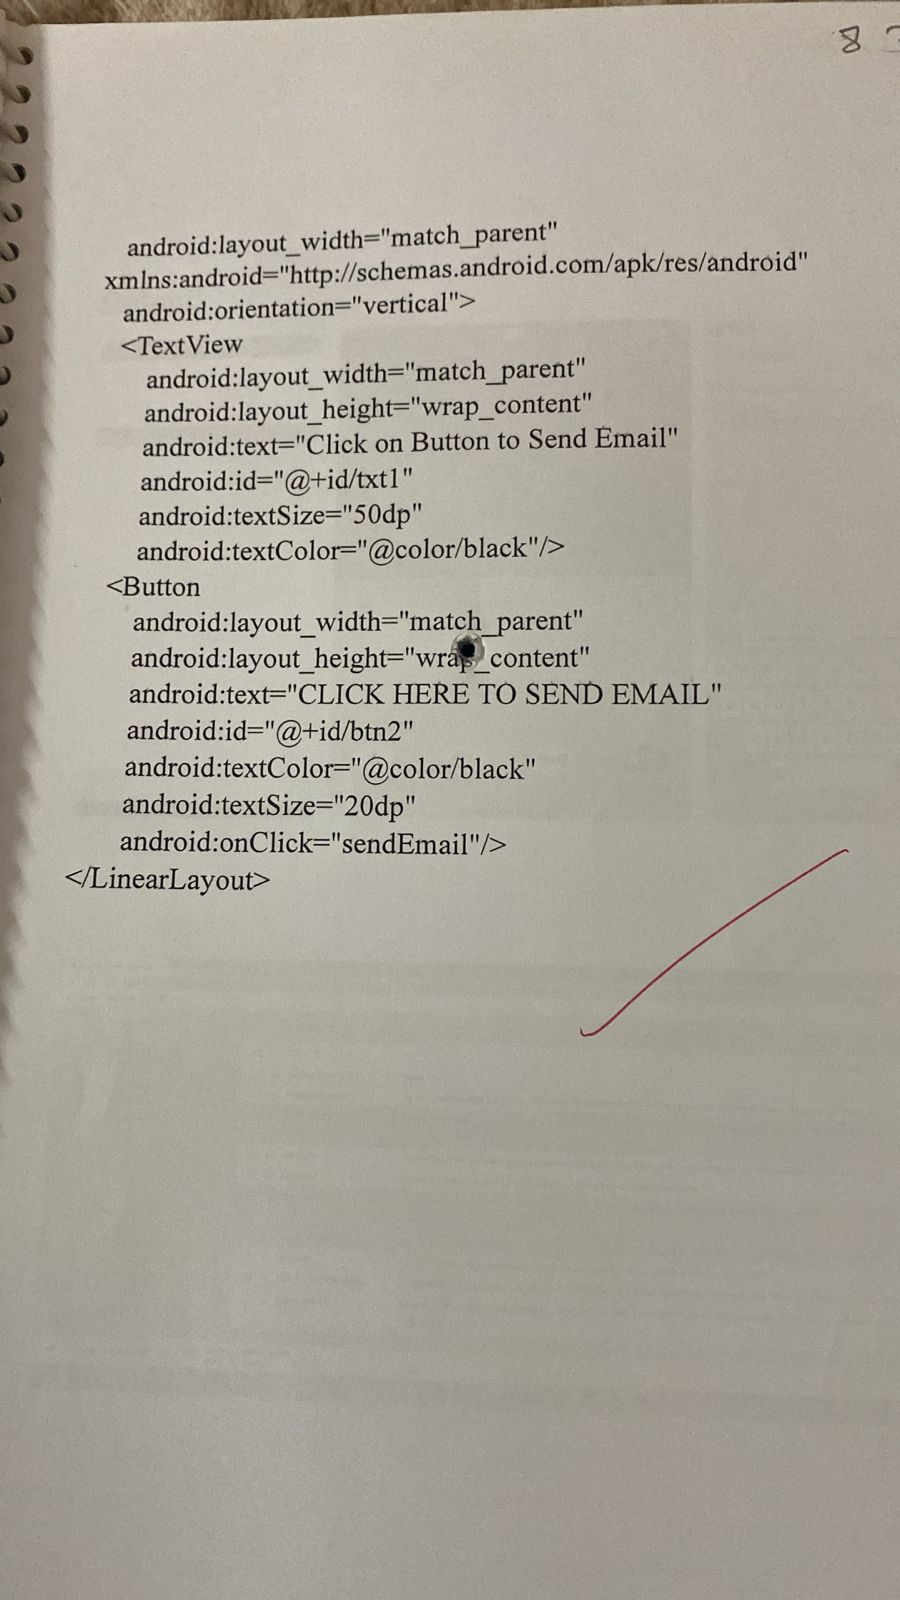 8
android:layout_width="match_parent"
xmlns:android="http://schemas.android.com/apk/res/android"
android:orientation="vertical">
<TextView
android:layout_width="match_parent"
android:layout_height="wrap_content"
android:text="Click on Button to Send Email"
android:id="@+id/txt1"
android:textSize="50dp"
android:textColor="@color/black"/>
<Button
android:layout_width="match_parent"
android:layout_height="wrap_content"
android:text="CLICK HERE TO SEND EMAIL"
android:id="@+id/btn2"
android:textColor="@color/black"
android:textSize="20dp"
android:onClick="sendEmail"/>
</LinearLayout>